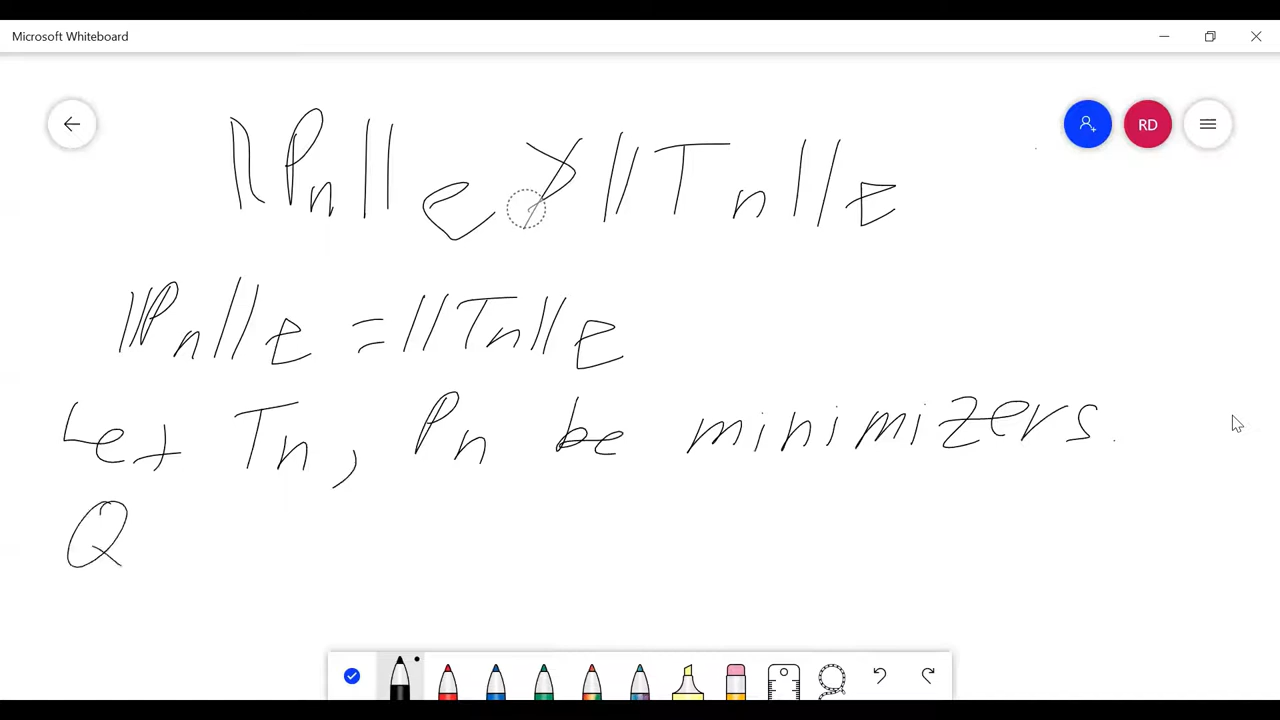 Microsoft Whiteboard
RD
||Pn||E > ||Tn||E
||Pn||E = ||Tn||E
Let Tn, Pn be minimizers.
Q